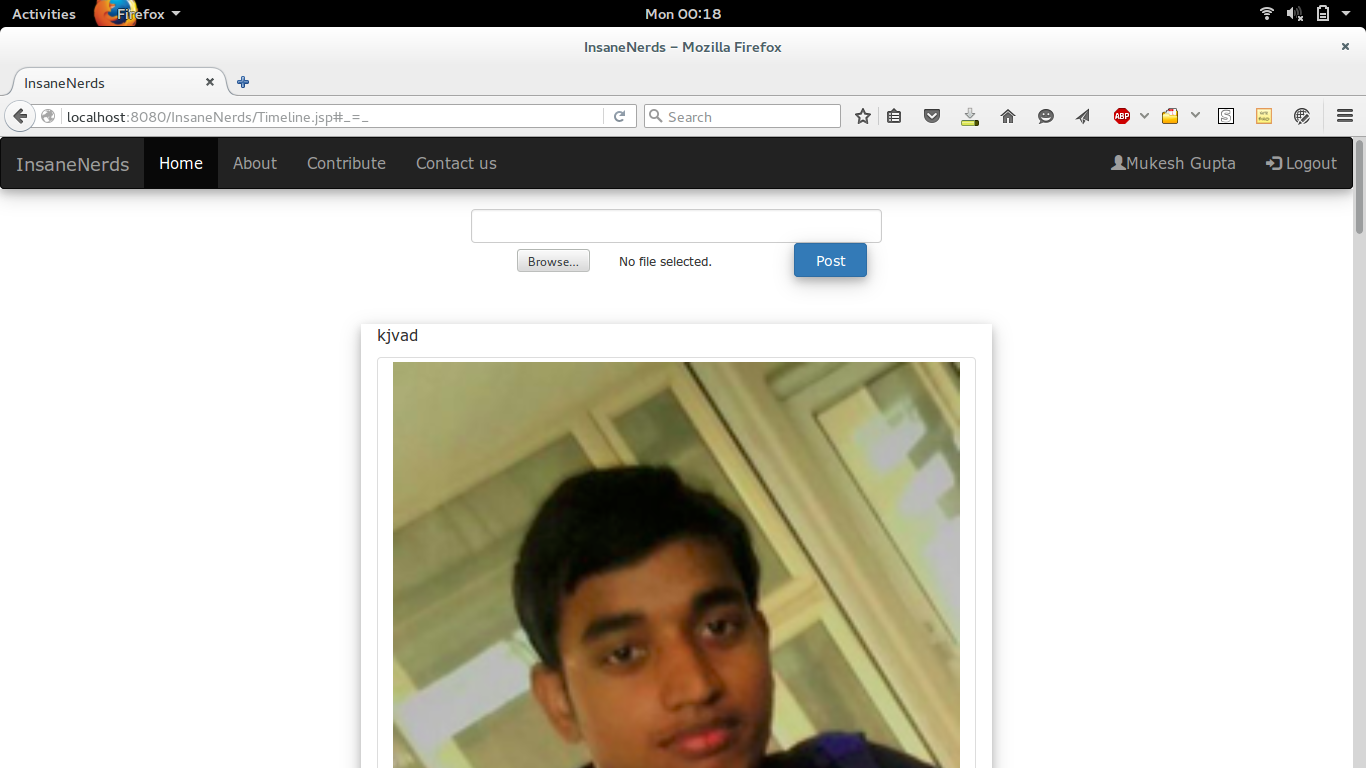 Activities Firefox Mon 00:18
InsaneNerds - Mozilla Firefox
InsaneNerds
localhost:8080/InsaneNerds/Timeline.jsp#_=_ Search ABP S
InsaneNerds Home About Contribute Contact us Mukesh Gupta Logout
Browse... No file selected. Post
kjvad